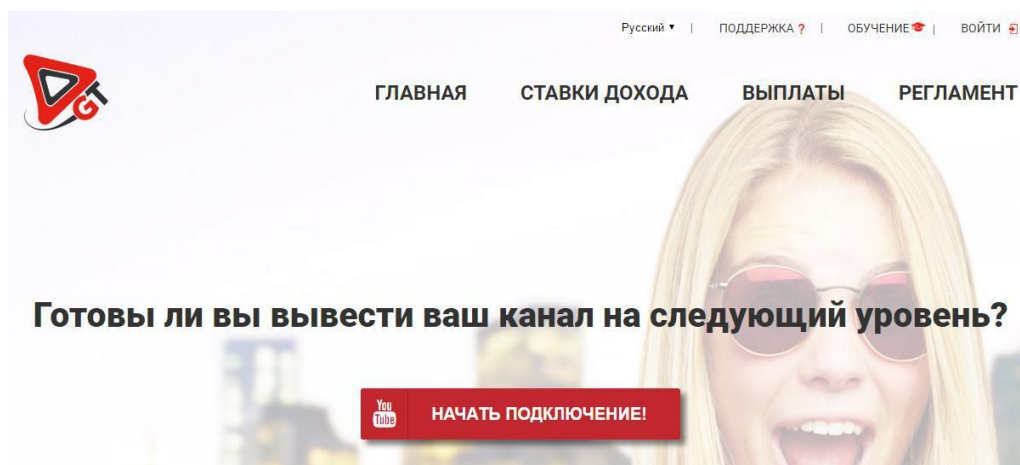 Русский ▾ | ПОДДЕРЖКА ? | ОБУЧЕНИЕ | ВОЙТИ
GT
ГЛАВНАЯ СТАВКИ ДОХОДА ВЫПЛАТЫ РЕГЛАМЕНТ
Готовы ли вы вывести ваш канал на следующий уровень?
You Tube НАЧАТЬ ПОДКЛЮЧЕНИЕ!